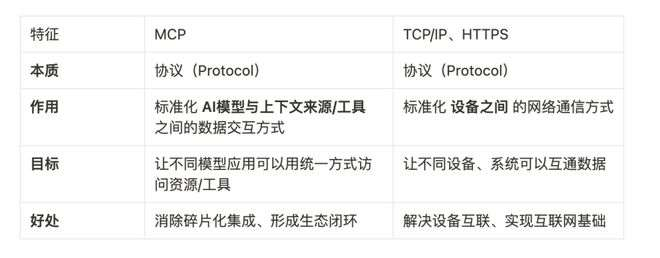 特征 MCP TCP/IP、HTTPS
本质 协议（Protocol） 协议（Protocol）
作用 标准化 AI模型与上下文来源/工具 标准化 设备之间 的网络通信方式
之间的数据交互方式
目标 让不同模型应用可以用统一方式访 让不同设备、系统可以互通数据
问资源/工具
好处 消除碎片化集成、形成生态闭环 解决设备互联、实现互联网基础